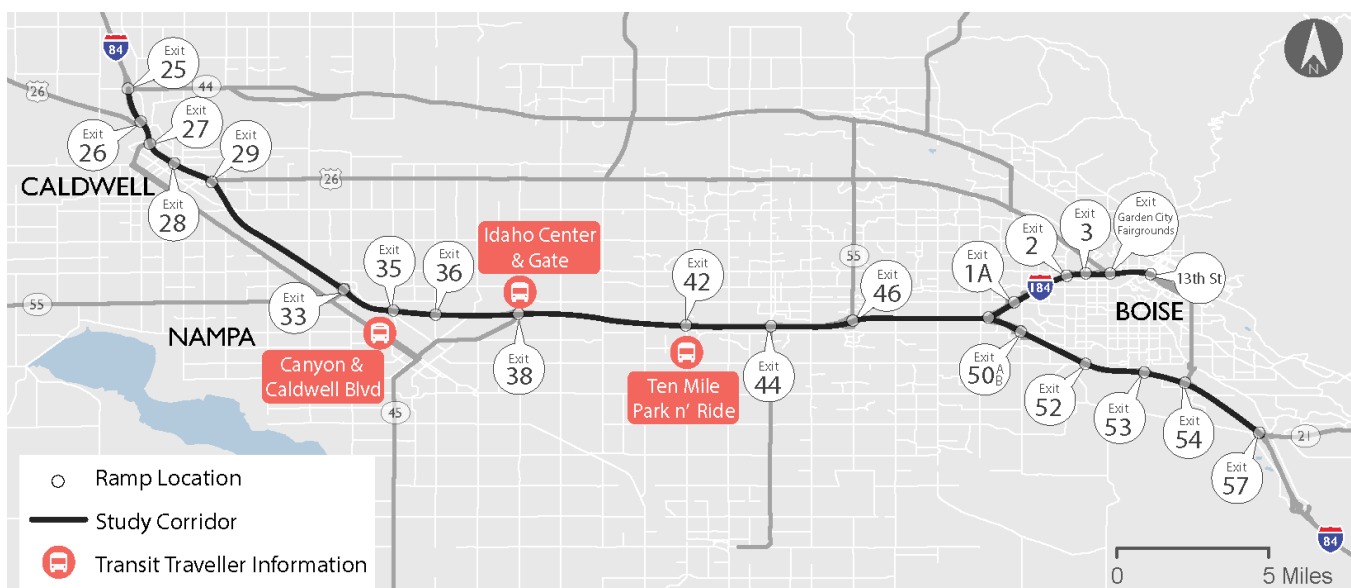 84
Exit
25
44
26
Exit
27
Exit
26
Exit
29
CALDWELL
26
Exit
28
Idaho Center
& Gate
Exit
35
Exit
36
Exit
33
55
NAMPA
Canyon &
Caldwell Blvd
45
Exit
38
Exit
42
Ten Mile
Park n' Ride
Exit
44
55
Exit
46
Exit
1A
Exit
2
Exit
3
Exit
Garden City
Fairgrounds
13th St
184
BOISE
Exit
50 A B
Exit
52
Exit
53
Exit
54
Exit
57
21
84
N
Ramp Location
Study Corridor
Transit Traveller Information
0 5 Miles